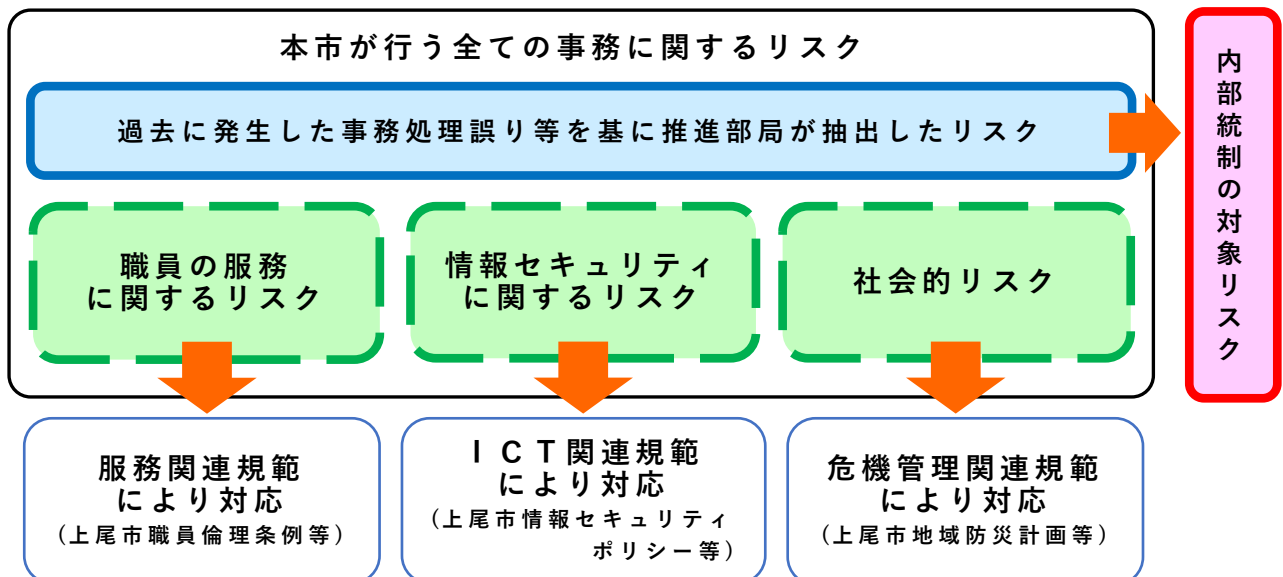 本市が行う全ての事務に関するリスク
過去に発生した事務処理誤り等を基に推進部局が抽出したリスク
内部統制の対象リスク
職員の服務
に関するリスク
情報セキュリティ
に関するリスク
社会的リスク
服務関連規範
により対応
(上尾市職員倫理条例等)
ＩＣＴ関連規範
により対応
(上尾市情報セキュリティ
ポリシー等)
危機管理関連規範
により対応
(上尾市地域防災計画等)